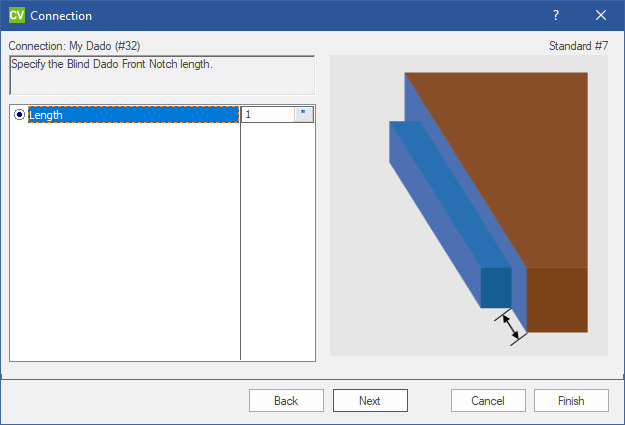 CV Connection ?
Connection: My Dado (#32) Standard #7
Specify the Blind Dado Front Notch length.
Length 1 "
Back Next Cancel Finish